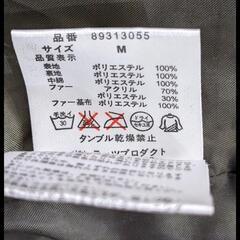 品番 89313055
サイズ M
品質表示
表地 ポリエステル 100%
裏地 ポリエステル 100%
中綿 ポリエステル 100%
ファー アクリル 70%
ポリエステル 30%
ファー基布 ポリエステル 100%
30 ドライ
タンブル乾燥禁止
プロダクト